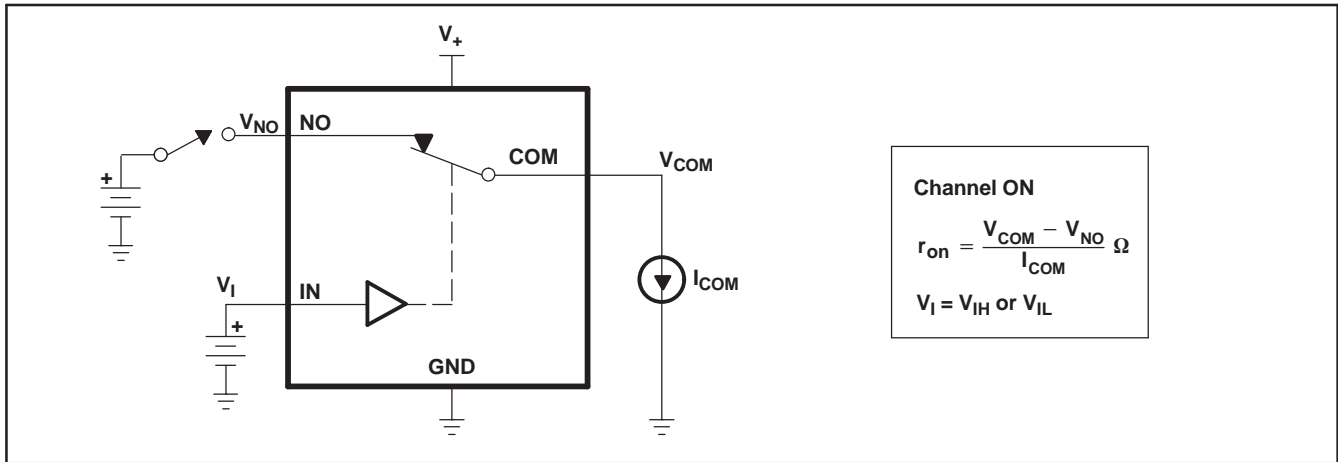 V+
VNO
NO
COM
VCOM
+
ICOM
VI
IN
+
GND
Channel ON
ron = VCOM − VNO / ICOM Ω
VI = VIH or VIL